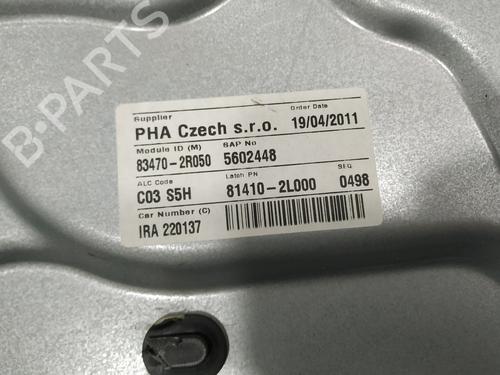 B-PARTS
Supplier Order Date
PHA Czech s.r.o. 19/04/2011
Module ID (M) SAP No
83470-2R050 5602448
ALC Code Latch PN SEQ
C03 S5H 81410-2L000 0498
Car Number (C)
IRA 220137